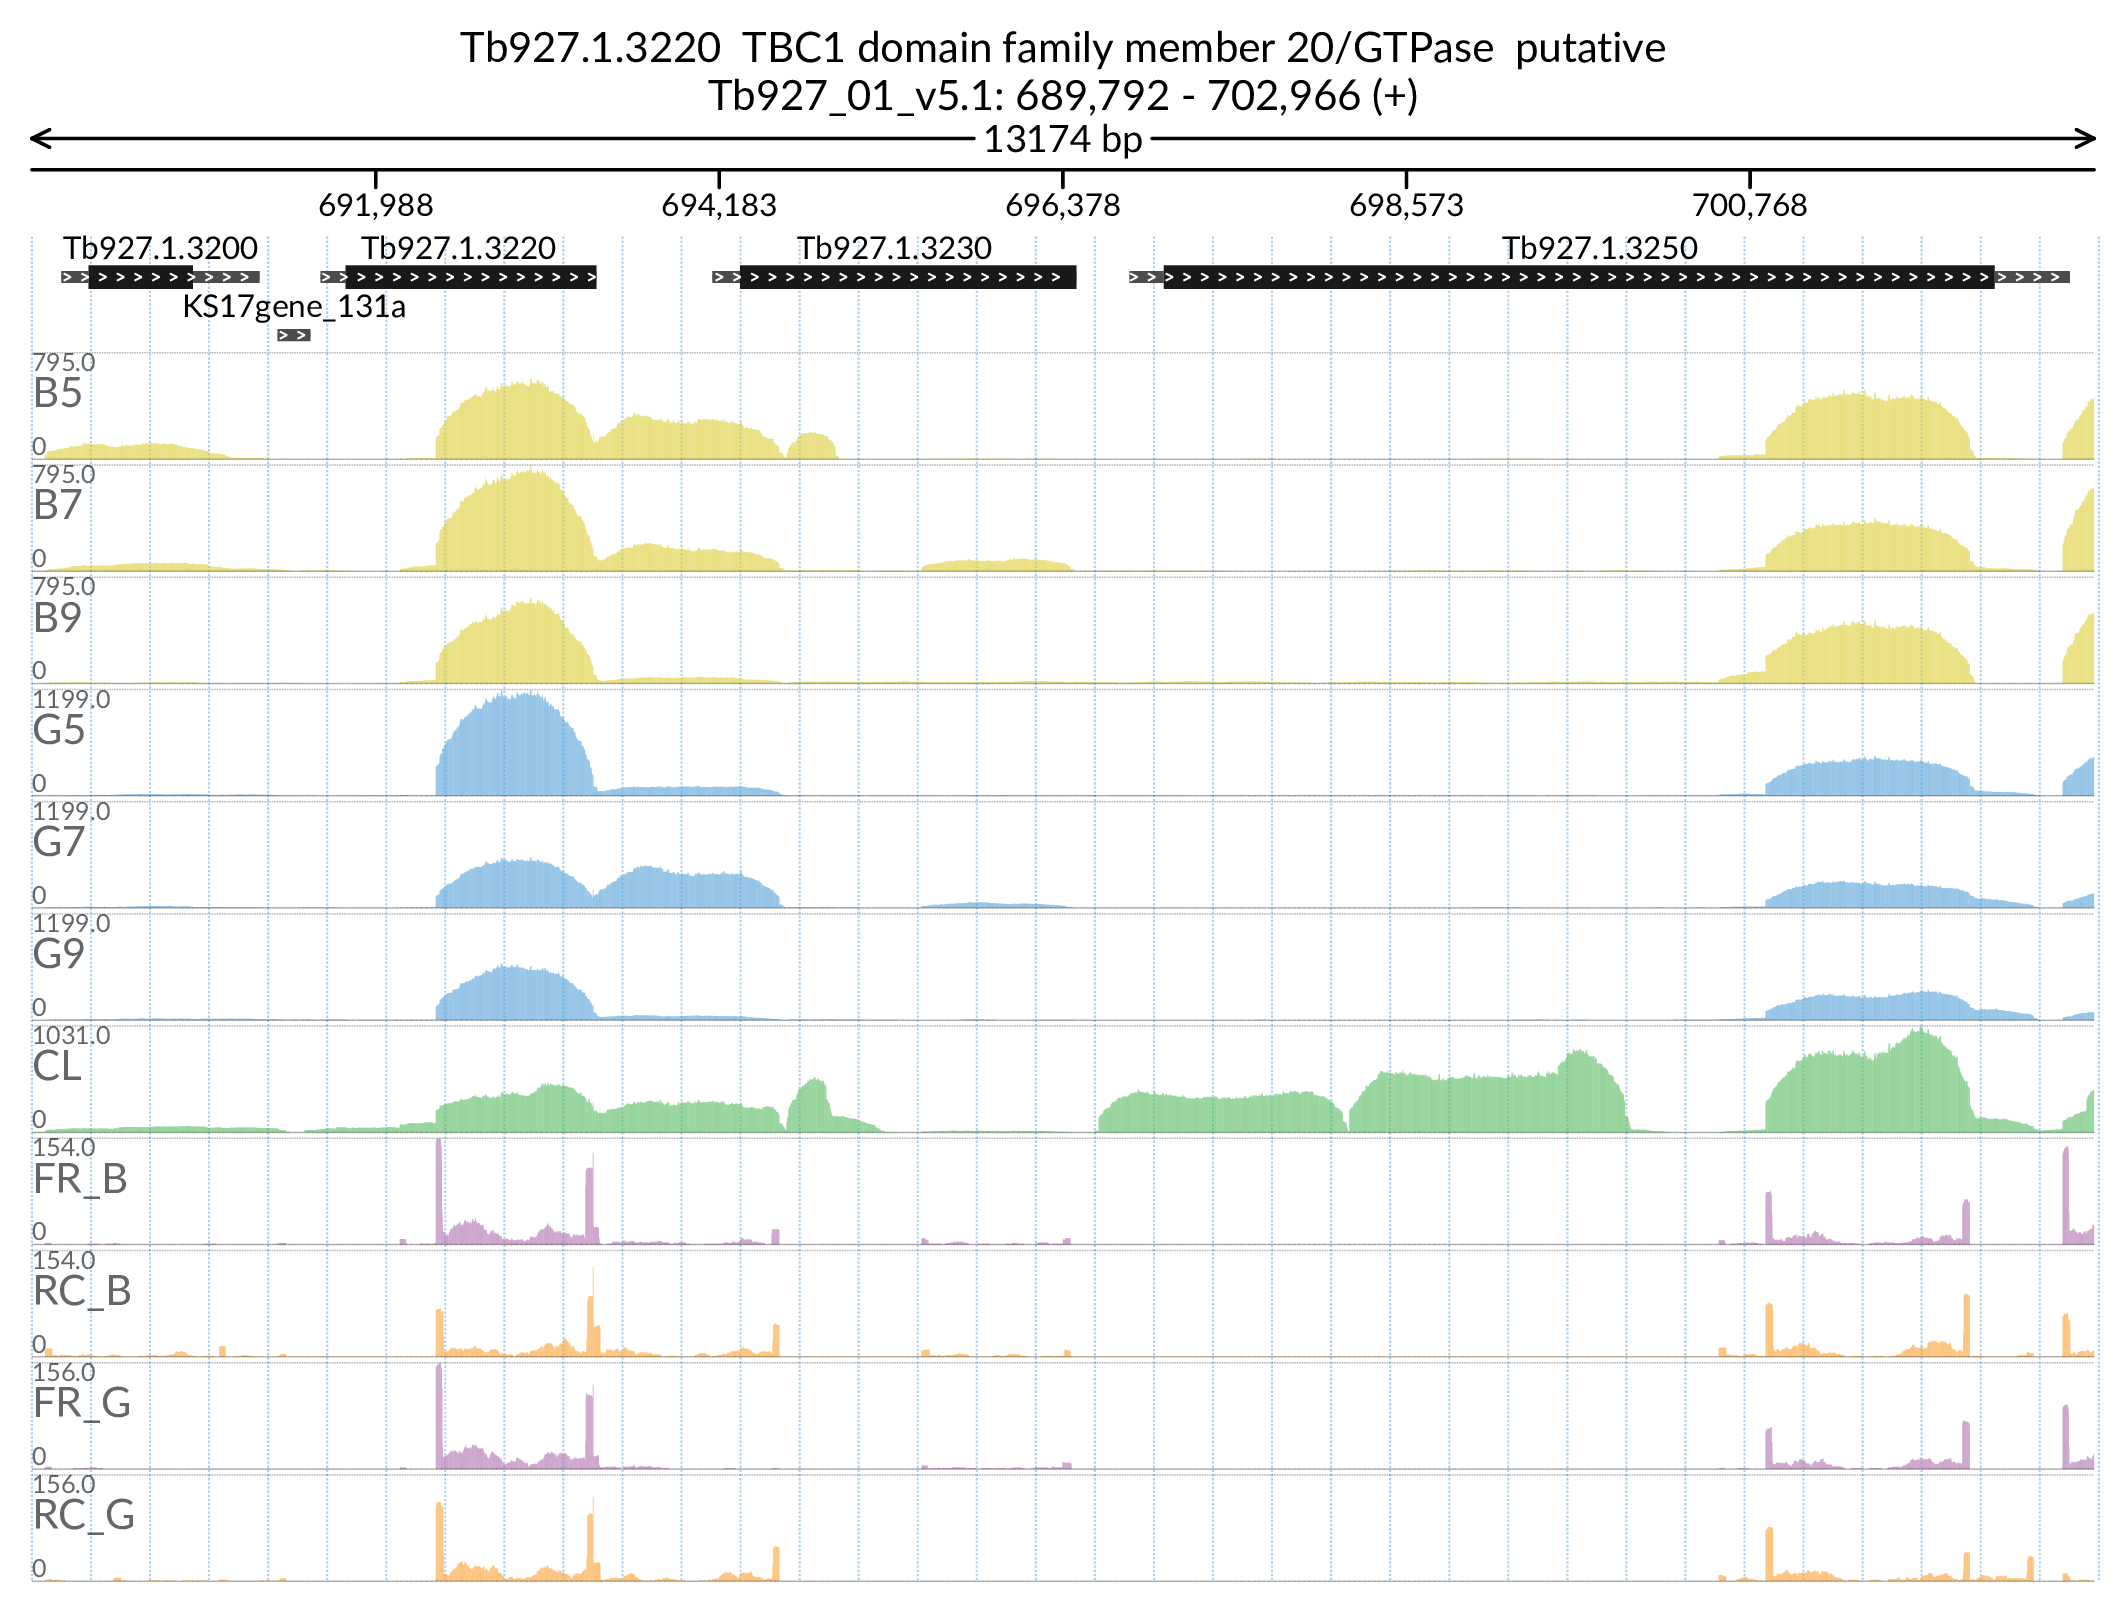 Tb927.1.3220  TBC1 domain family member 20/GTPase  putative
Tb927_01_v5.1: 689,792 - 702,966 (+)
13174 bp
691,988 694,183 696,378 698,573 700,768
Tb927.1.3200 Tb927.1.3220 Tb927.1.3230 Tb927.1.3250
KS17gene_131a
795.0
B5
0
795.0
B7
0
795.0
B9
0
1199.0
G5
0
1199.0
G7
0
1199.0
G9
0
1031.0
CL
0
154.0
FR_B
0
154.0
RC_B
0
156.0
FR_G
0
156.0
RC_G
0